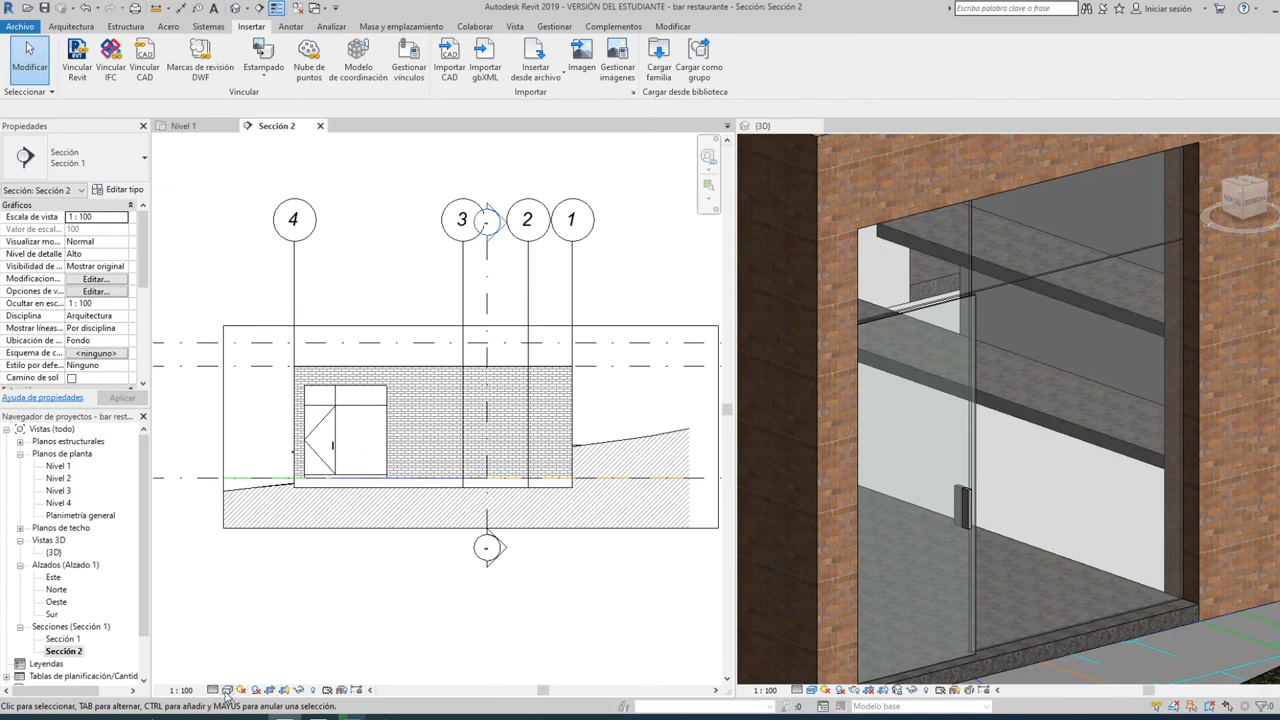 Autodesk Revit 2019 - VERSIÓN DEL ESTUDIANTE - bar restaurante - Sección: Sección 2
Escriba palabra clave o frase
Iniciar sesión
Archivo Arquitectura Estructura Acero Sistemas Insertar Anotar Analizar Masa y emplazamiento Colaborar Vista Gestionar Complementos Modificar
Modificar
Vincular Revit
Vincular IFC
Vincular CAD
Marcas de revisión DWF
Estampado
Nube de puntos
Modelo de coordinación
Gestionar vínculos
Importar CAD
Importar gbXML
Insertar desde archivo
Imagen
Gestionar imágenes
Cargar familia
Cargar como grupo
Seleccionar
Vincular
Importar
Cargar desde biblioteca
Propiedades
Nivel 1
Sección 2
{3D}
Sección
Sección 1
Sección: Sección 2
Editar tipo
Gráficos
Escala de vista 1 : 100
Valor de escal... 100
Visualizar mo... Normal
Nivel de detalle Alto
Visibilidad de ... Mostrar original
Modificacion... Editar...
Opciones de v... Editar...
Ocultar en esc... 1 : 100
Disciplina Arquitectura
Mostrar líneas... Por disciplina
Ubicación de ... Fondo
Esquema de c... <ninguno>
Estilo por defe... Ninguno
Camino de sol
Ayuda de propiedades
Aplicar
4 3 2 1
-
-
Navegador de proyectos - bar rest...
Vistas (todo)
Planos estructurales
Planos de planta
Nivel 1
Nivel 2
Nivel 3
Nivel 4
Planimetría general
Planos de techo
Vistas 3D
{3D}
Alzados (Alzado 1)
Este
Norte
Oeste
Sur
Secciones (Sección 1)
Sección 1
Sección 2
Leyendas
Tablas de planificación/Cantid
1 : 100
1 : 100
Clic para seleccionar, TAB para alternar, CTRL para añadir y MAYÚS para anular una selección.
:0
Modelo base
:0